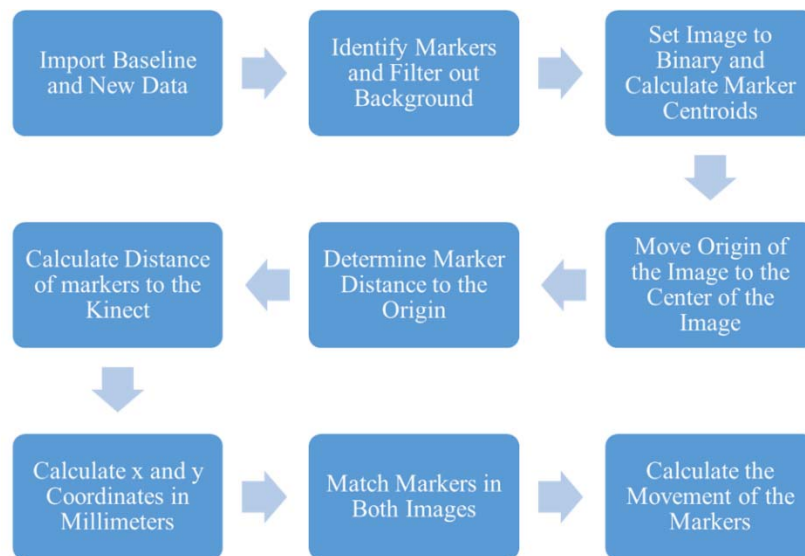 Import Baseline
and New Data
Identify Markers
and Filter out
Background
Set Image to
Binary and
Calculate Marker
Centroids
Move Origin of
the Image to the
Center of the
Image
Determine Marker
Distance to the
Origin
Calculate Distance
of markers to the
Kinect
Calculate x and y
Coordinates in
Millimeters
Match Markers in
Both Images
Calculate the
Movement of the
Markers